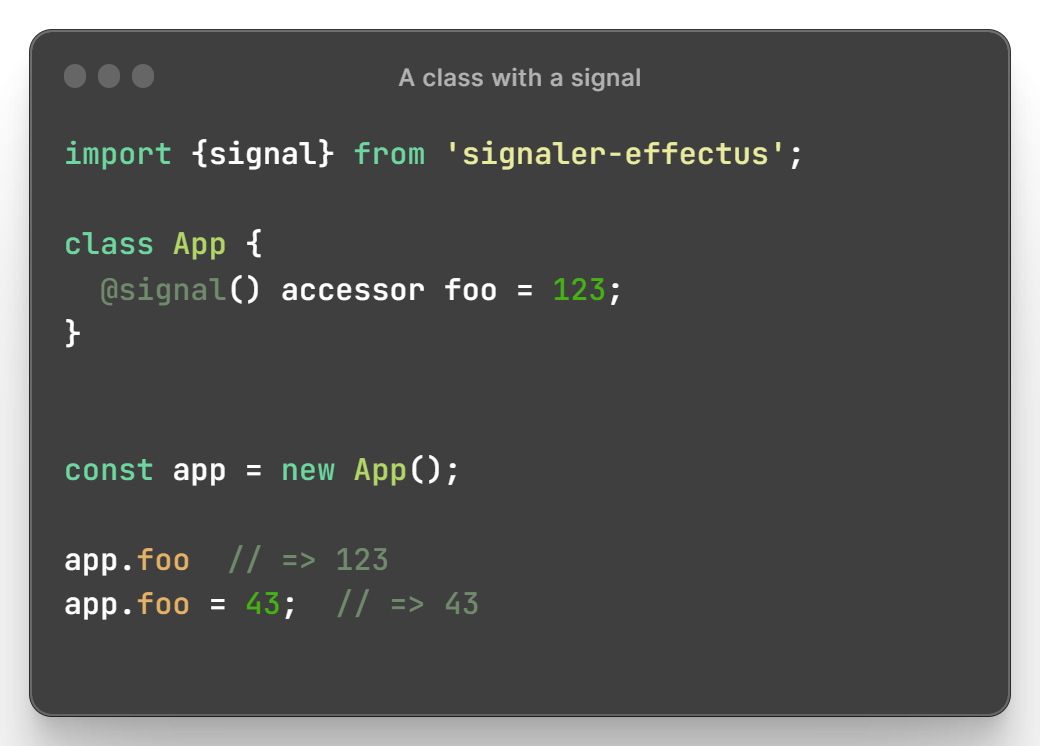 A class with a signal
import {signal} from 'signaler-effectus';
class App {
  @signal() accessor foo = 123;
}
const app = new App();
app.foo  // => 123
app.foo = 43;  // => 43